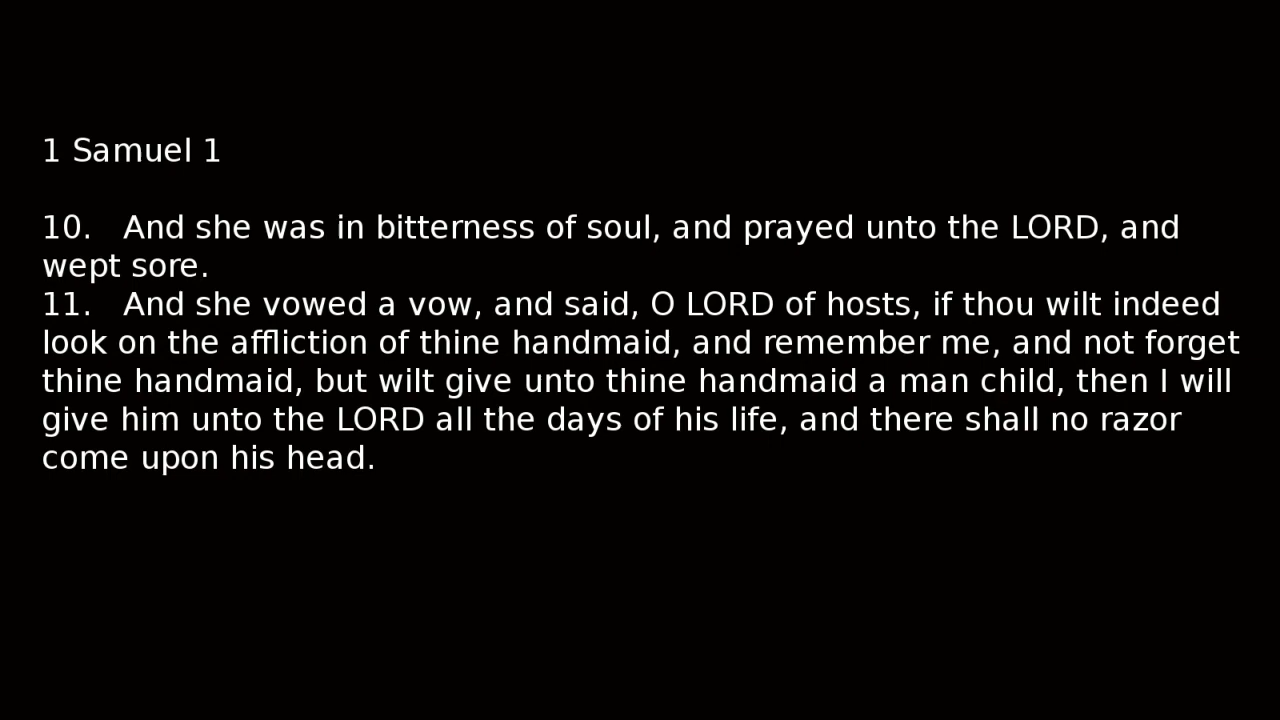 1 Samuel 1
10.   And she was in bitterness of soul, and prayed unto the LORD, and
wept sore.
11.   And she vowed a vow, and said, O LORD of hosts, if thou wilt indeed
look on the affliction of thine handmaid, and remember me, and not forget
thine handmaid, but wilt give unto thine handmaid a man child, then I will
give him unto the LORD all the days of his life, and there shall no razor
come upon his head.